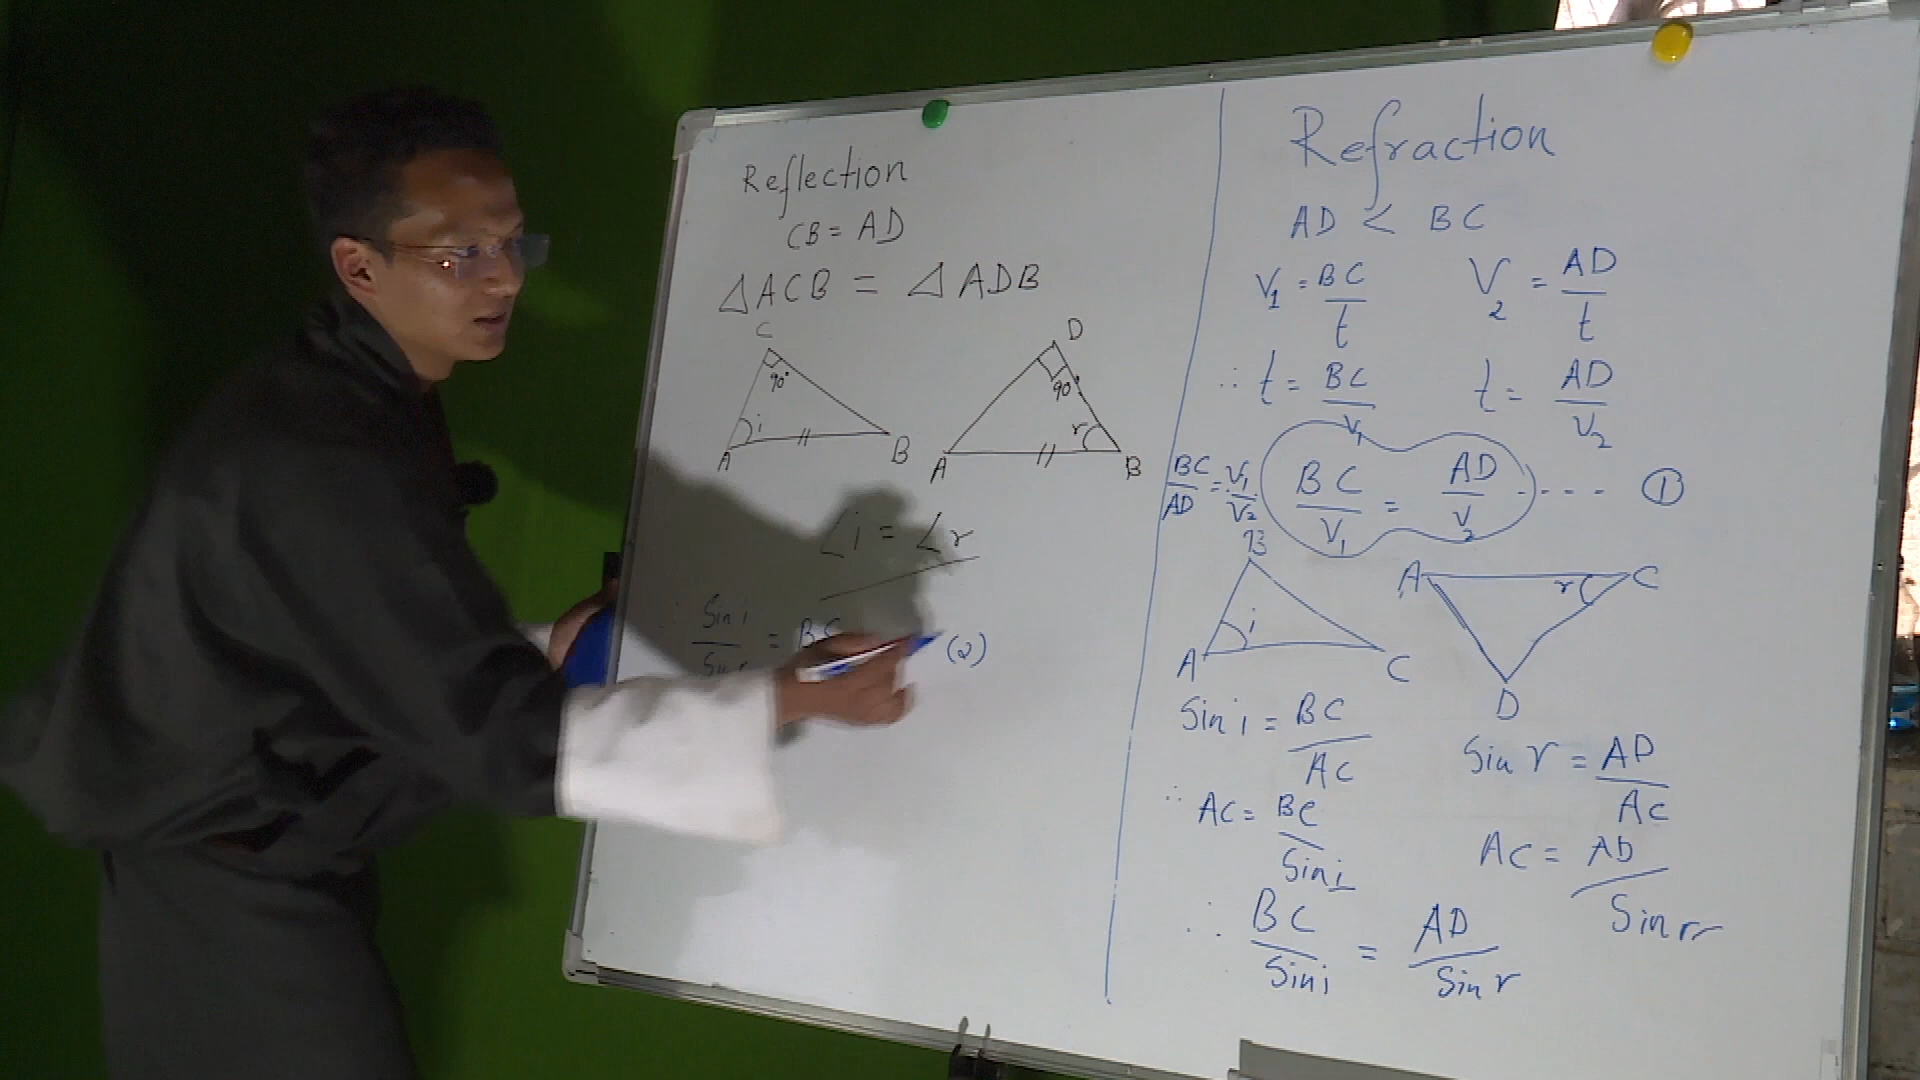 Reflection
CB = AD
△ACB = △ADB
C
90°
i
A
B
D
90°
r
A
B
∠i = ∠r
∴ Sin i / Sin r = BC
(2)
Refraction
AD < BC
V1 = BC / t
V2 = AD / t
∴ t = BC / V1
t = AD / V2
BC / AD = V1 / V2
BC / V1 = AD / V2 ---- ①
B
i
A
C
A
r
C
D
Sin i = BC / AC
Sin r = AD / AC
∴ AC = BC / Sin i
AC = AD / Sin r
∴ BC / Sin i = AD / Sin r